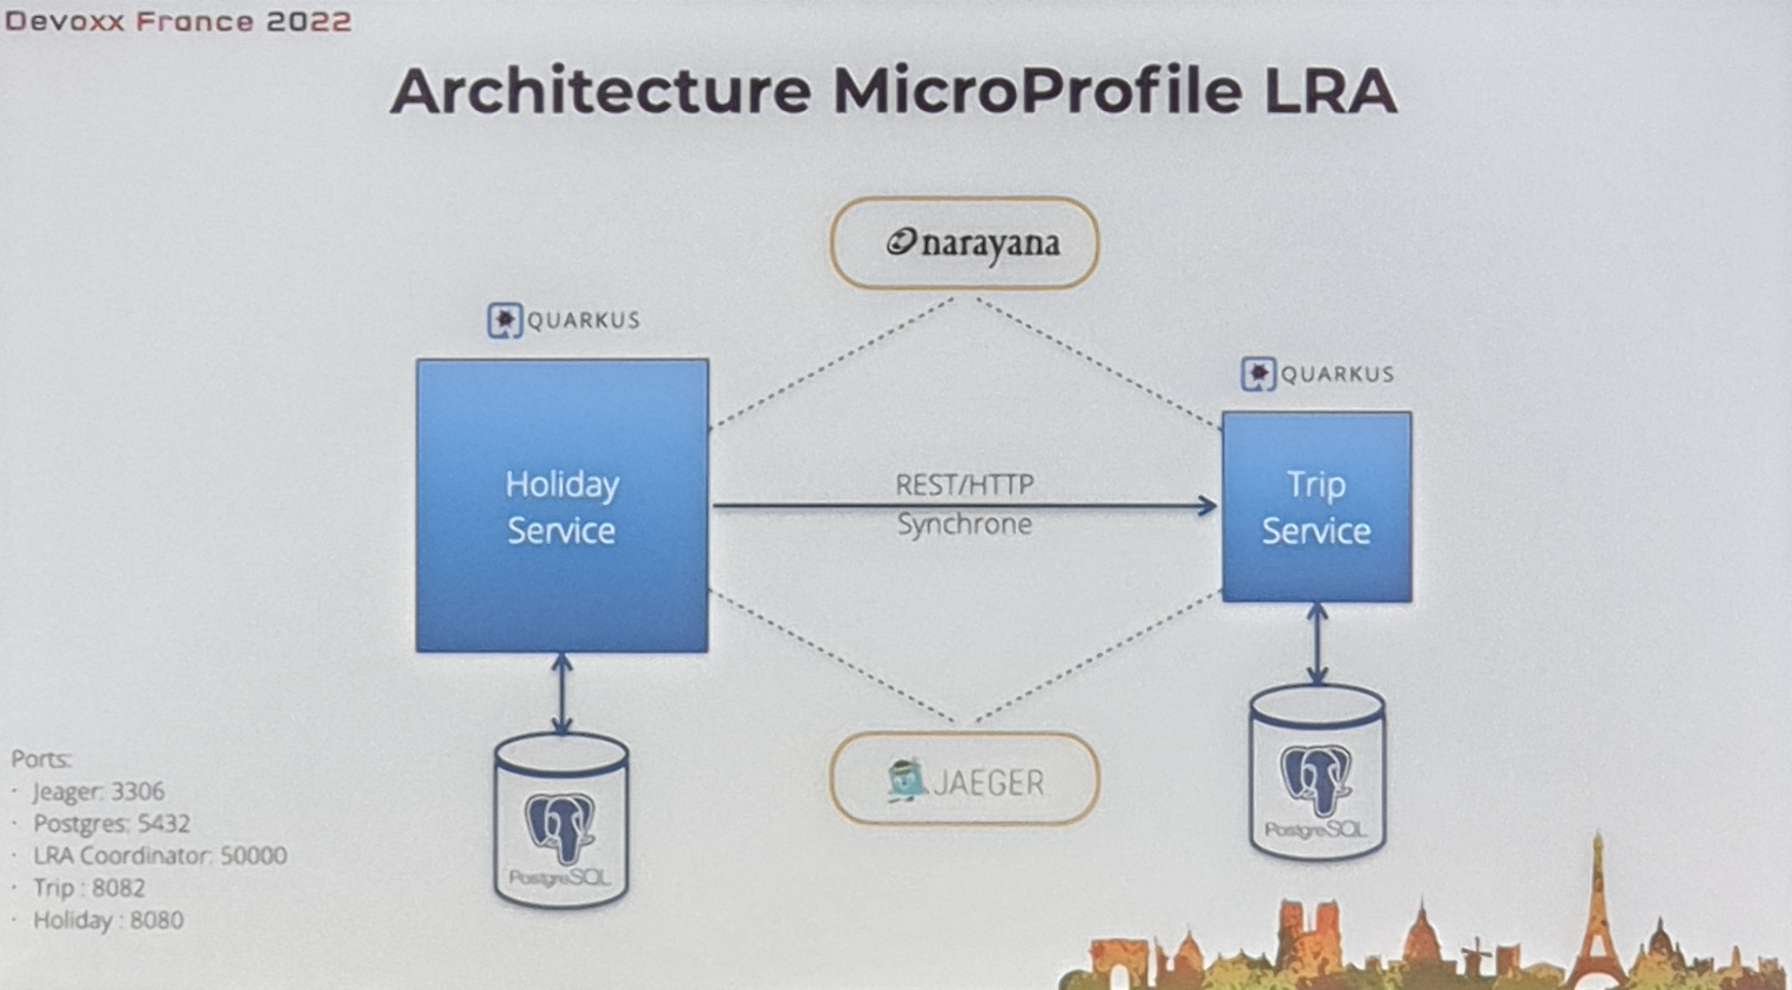 Devoxx France 2022
Architecture MicroProfile LRA
narayana
QUARKUS
QUARKUS
Holiday
Service
REST/HTTP
Synchrone
Trip
Service
JAEGER
PostgreSQL
PostgreSQL
Ports:
· Jeager: 3306
· Postgres: 5432
· LRA Coordinator: 50000
· Trip : 8082
· Holiday : 8080